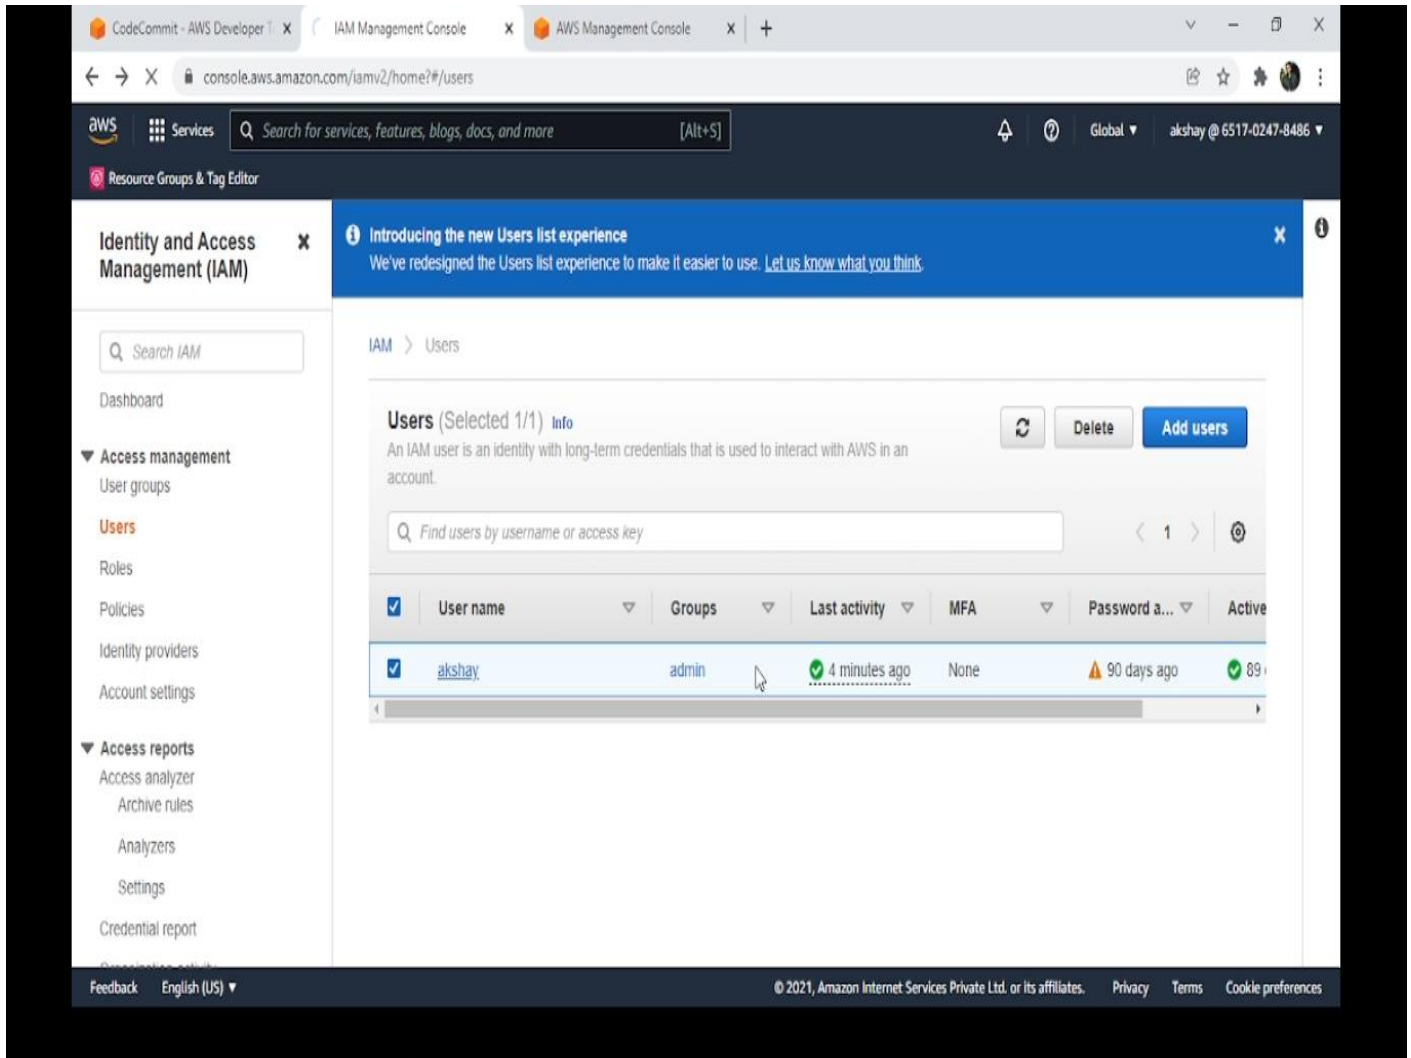 CodeCommit - AWS Developer T
IAM Management Console
AWS Management Console
console.aws.amazon.com/iamv2/home?#/users
aws
Services
Search for services, features, blogs, docs, and more
[Alt+S]
Global
akshay @ 6517-0247-8486
Resource Groups & Tag Editor
Identity and Access
Management (IAM)
Search IAM
Dashboard
Access management
User groups
Users
Roles
Policies
Identity providers
Account settings
Access reports
Access analyzer
Archive rules
Analyzers
Settings
Credential report
Introducing the new Users list experience
We've redesigned the Users list experience to make it easier to use. Let us know what you think.
IAM > Users
Users (Selected 1/1) Info
An IAM user is an identity with long-term credentials that is used to interact with AWS in an
account.
Delete
Add users
Find users by username or access key
1
User name Groups Last activity MFA Password a... Active
akshay admin 4 minutes ago None 90 days ago 89
Feedback English (US)
© 2021, Amazon Internet Services Private Ltd. or its affiliates. Privacy Terms Cookie preferences